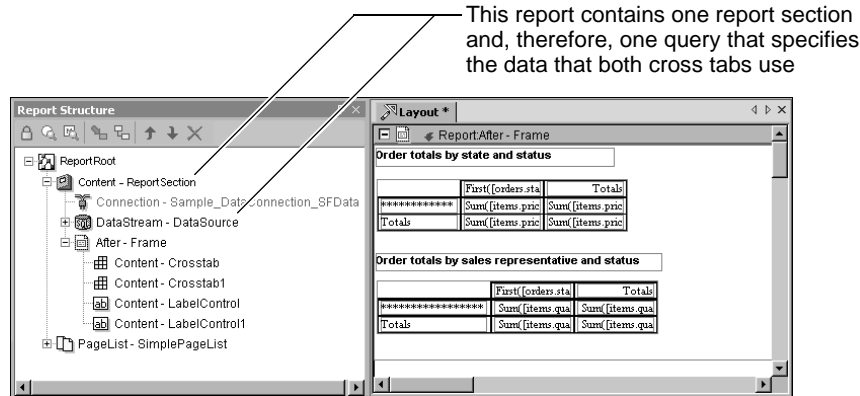 This report contains one report section
and, therefore, one query that specifies
the data that both cross tabs use
Report Structure
ReportRoot
Content - ReportSection
Connection - Sample_DataConnection_SFData
DataStream - DataSource
After - Frame
Content - Crosstab
Content - Crosstab1
Content - LabelControl
Content - LabelControl1
PageList - SimplePageList
Layout *
Report:After - Frame
Order totals by state and status
First([orders.sta Totals
************ Sum([items.pric Sum([items.pric
Totals Sum([items.pric Sum([items.pric
Order totals by sales representative and status
First([orders.sta Totals
***************** Sum([items.qua Sum([items.qua
Totals Sum([items.qua Sum([items.qua